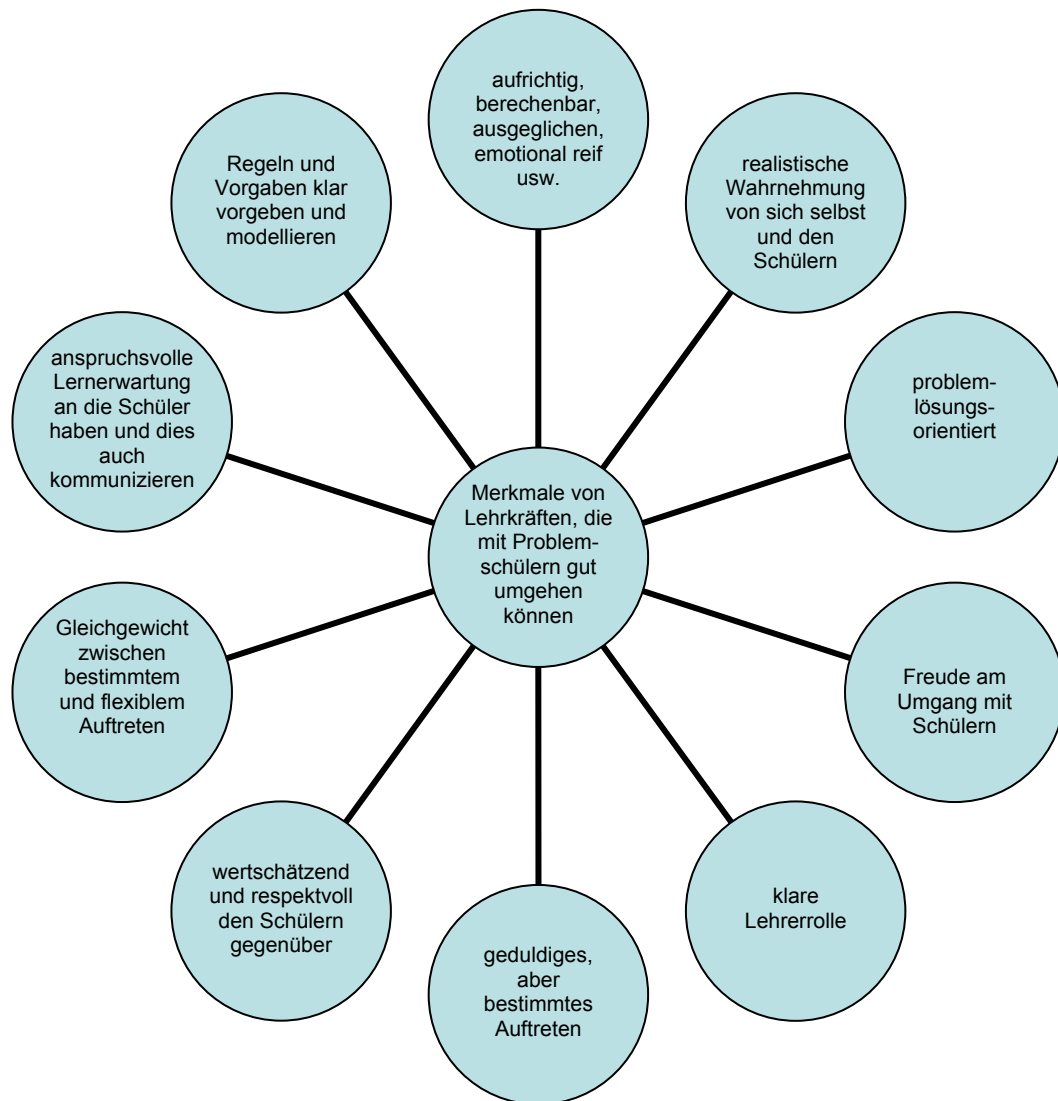 aufrichtig,
berechenbar,
ausgeglichen,
emotional reif
usw.
realistische
Wahrnehmung
von sich selbst
und den
Schülern
problem-
lösungs-
orientiert
Freude am
Umgang mit
Schülern
klare
Lehrerrolle
geduldiges,
aber
bestimmtes
Auftreten
wertschätzend
und respektvoll
den Schülern
gegenüber
Gleichgewicht
zwischen
bestimmtem
und flexiblem
Auftreten
anspruchsvolle
Lernerwartung
an die Schüler
haben und dies
auch
kommunizieren
Regeln und
Vorgaben klar
vorgeben und
modellieren
Merkmale von
Lehrkräften, die
mit Problem-
schülern gut
umgehen
können